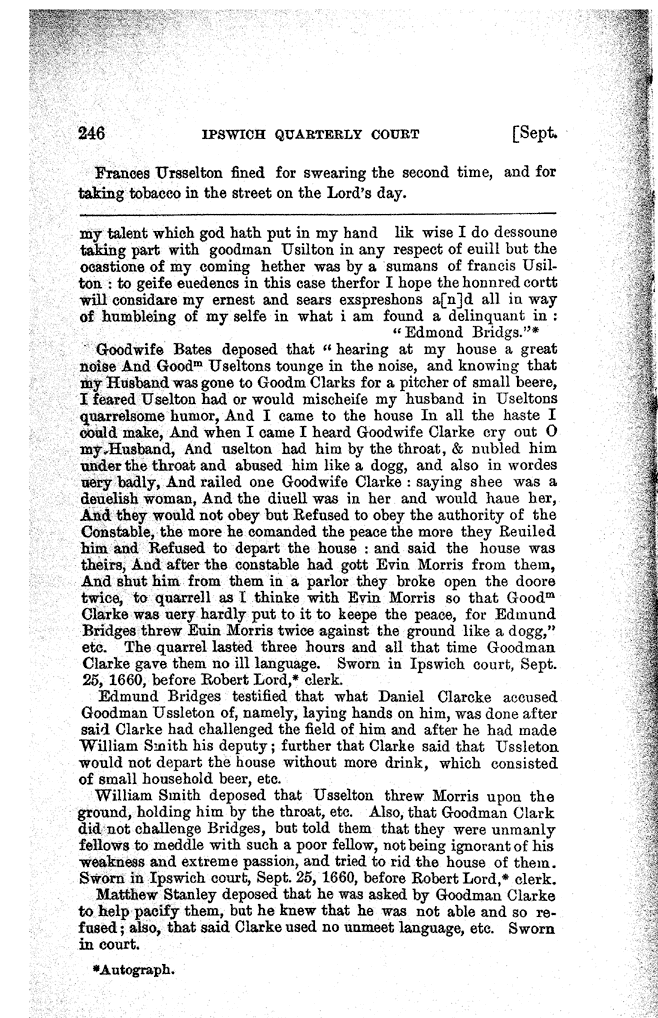 246 IPSWICH QUARTERLY COURT [Sept.
Frances Ursselton fined for swearing the second time, and for
taking tobacco in the street on the Lord's day.
my talent which god hath put in my hand lik wise I do dessoune
taking part with goodman Usilton in any respect of euill but the
ocastione of my coming hether was by a sumans of francis Usil-
ton : to geife euedencs in this case therfor I hope the honnred cortt
will considare my ernest and sears exspreshons a[n]d all in way
of humbleing of my selfe in what i am found a delinquant in :
"Edmond Bridgs."*
Goodwife Bates deposed that "hearing at my house a great
noise And Goodᵐ Useltons tounge in the noise, and knowing that
my Husband was gone to Goodm Clarks for a pitcher of small beere,
I feared Uselton had or would mischeife my husband in Useltons
quarrelsome humor, And I came to the house In all the haste I
could make, And when I came I heard Goodwife Clarke cry out O
my Husband, And uselton had him by the throat, & nubled him
under the throat and abused him like a dogg, and also in wordes
uery badly, And railed one Goodwife Clarke : saying shee was a
deuelish woman, And the diuell was in her and would haue her,
And they would not obey but Refused to obey the authority of the
Constable, the more he comanded the peace the more they Reuiled
him and Refused to depart the house : and said the house was
theirs, And after the constable had gott Evin Morris from them,
And shut him from them in a parlor they broke open the doore
twice, to quarrell as I thinke with Evin Morris so that Goodᵐ
Clarke was uery hardly put to it to keepe the peace, for Edmund
Bridges threw Euin Morris twice against the ground like a dogg,"
etc. The quarrel lasted three hours and all that time Goodman
Clarke gave them no ill language. Sworn in Ipswich court, Sept.
25, 1660, before Robert Lord,* clerk.
Edmund Bridges testified that what Daniel Clarcke accused
Goodman Ussleton of, namely, laying hands on him, was done after
said Clarke had challenged the field of him and after he had made
William Smith his deputy; further that Clarke said that Ussleton
would not depart the house without more drink, which consisted
of small household beer, etc.
William Smith deposed that Usselton threw Morris upon the
ground, holding him by the throat, etc. Also, that Goodman Clark
did not challenge Bridges, but told them that they were unmanly
fellows to meddle with such a poor fellow, not being ignorant of his
weakness and extreme passion, and tried to rid the house of them.
Sworn in Ipswich court, Sept. 25, 1660, before Robert Lord,* clerk.
Matthew Stanley deposed that he was asked by Goodman Clarke
to help pacify them, but he knew that he was not able and so re-
fused; also, that said Clarke used no unmeet language, etc. Sworn
in court.
*Autograph.